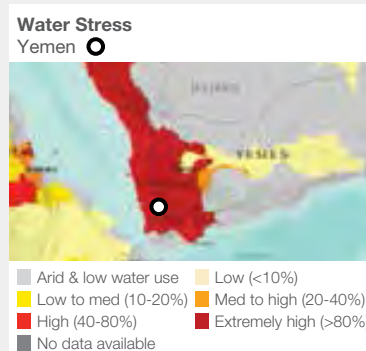 Water Stress
Yemen
YEMEN
Arid & low water use
Low (<10%)
Low to med (10-20%)
Med to high (20-40%)
High (40-80%)
Extremely high (>80%
No data available